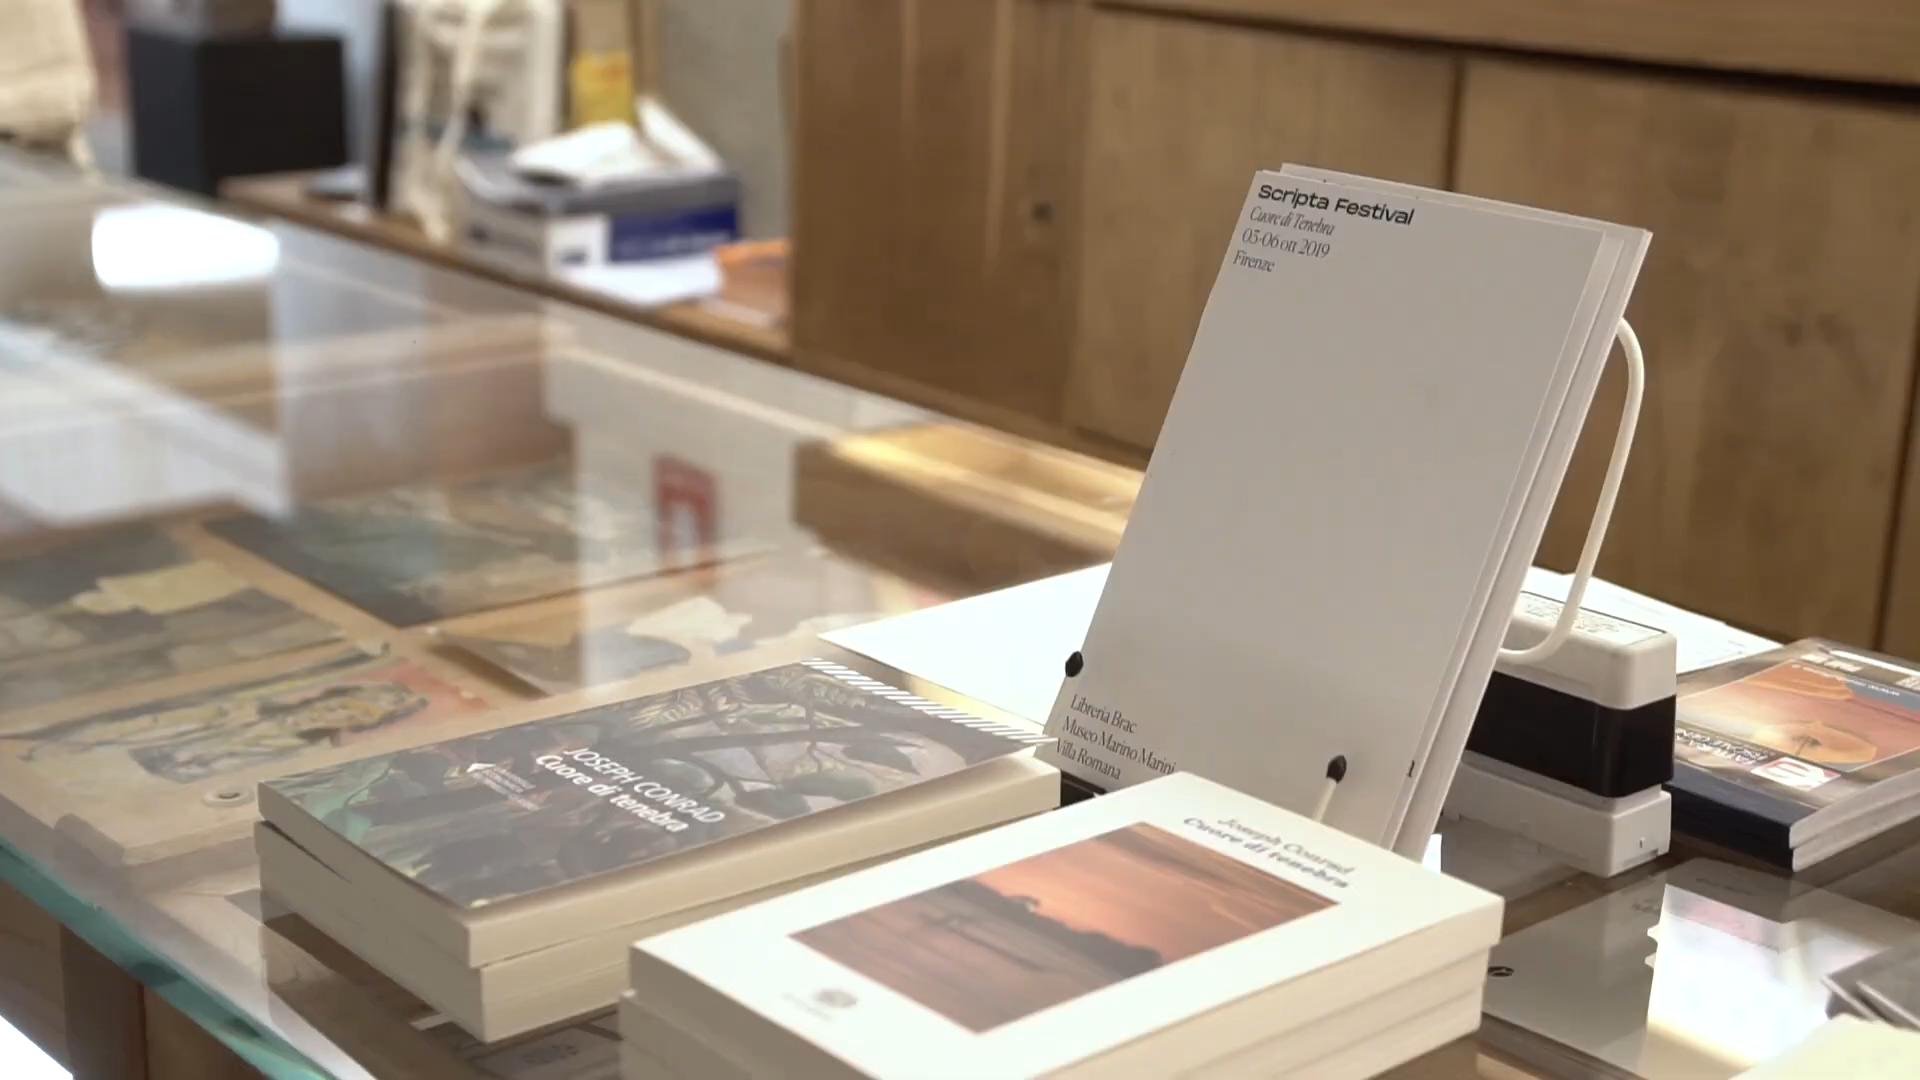 Scripta Festival
Cuore di Tenebra
05-06 ott 2019
Firenze
Libreria Brac
Museo Marino Marini
Villa Romana
JOSEPH CONRAD
Cuore di tenebra
Joseph Conrad
Cuore di tenebra